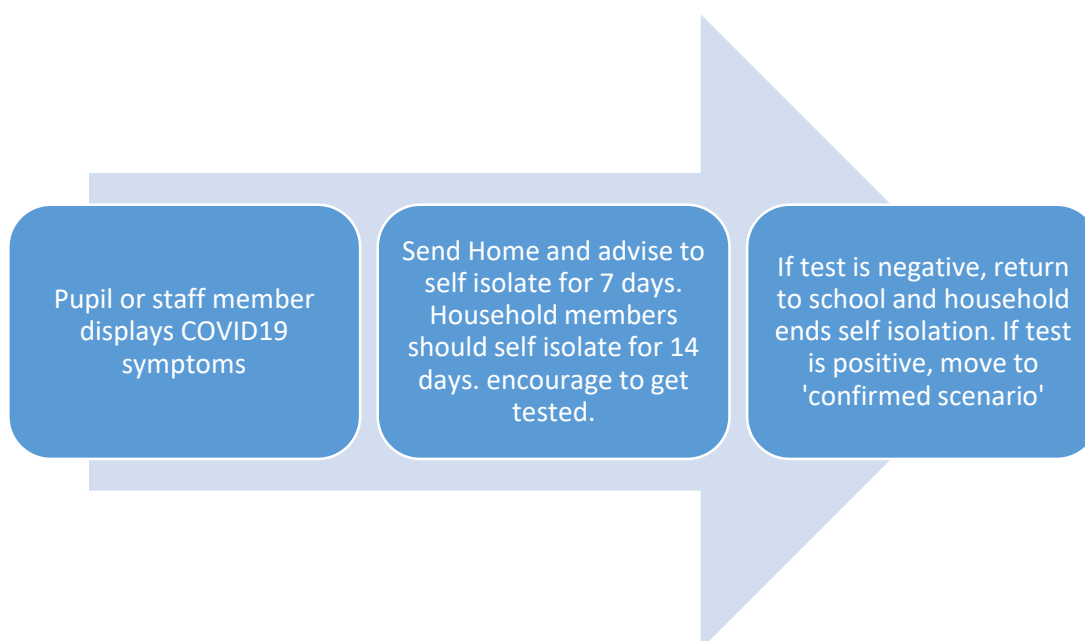 Pupil or staff member
displays COVID19
symptoms
Send Home and advise to
self isolate for 7 days.
Household members
should self isolate for 14
days. encourage to get
tested.
If test is negative, return
to school and household
ends self isolation. If test
is positive, move to
'confirmed scenario'